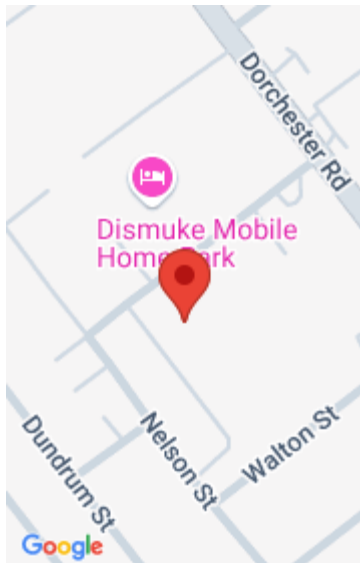 Dorchester Rd
Dismuke Mobile
Home Park
Nelson St
Walton St
Dundrum St
Google